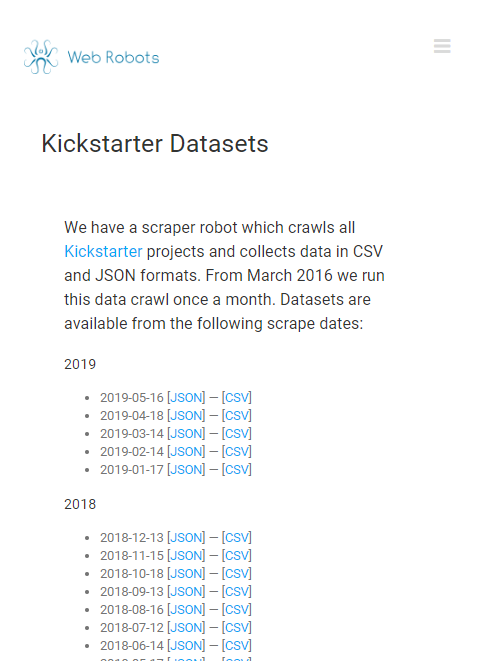 Web Robots
Kickstarter Datasets
We have a scraper robot which crawls all
Kickstarter projects and collects data in CSV
and JSON formats. From March 2016 we run
this data crawl once a month. Datasets are
available from the following scrape dates:
2019
2019-05-16 [JSON] — [CSV]
2019-04-18 [JSON] — [CSV]
2019-03-14 [JSON] — [CSV]
2019-02-14 [JSON] — [CSV]
2019-01-17 [JSON] — [CSV]
2018
2018-12-13 [JSON] — [CSV]
2018-11-15 [JSON] — [CSV]
2018-10-18 [JSON] — [CSV]
2018-09-13 [JSON] — [CSV]
2018-08-16 [JSON] — [CSV]
2018-07-12 [JSON] — [CSV]
2018-06-14 [JSON] — [CSV]